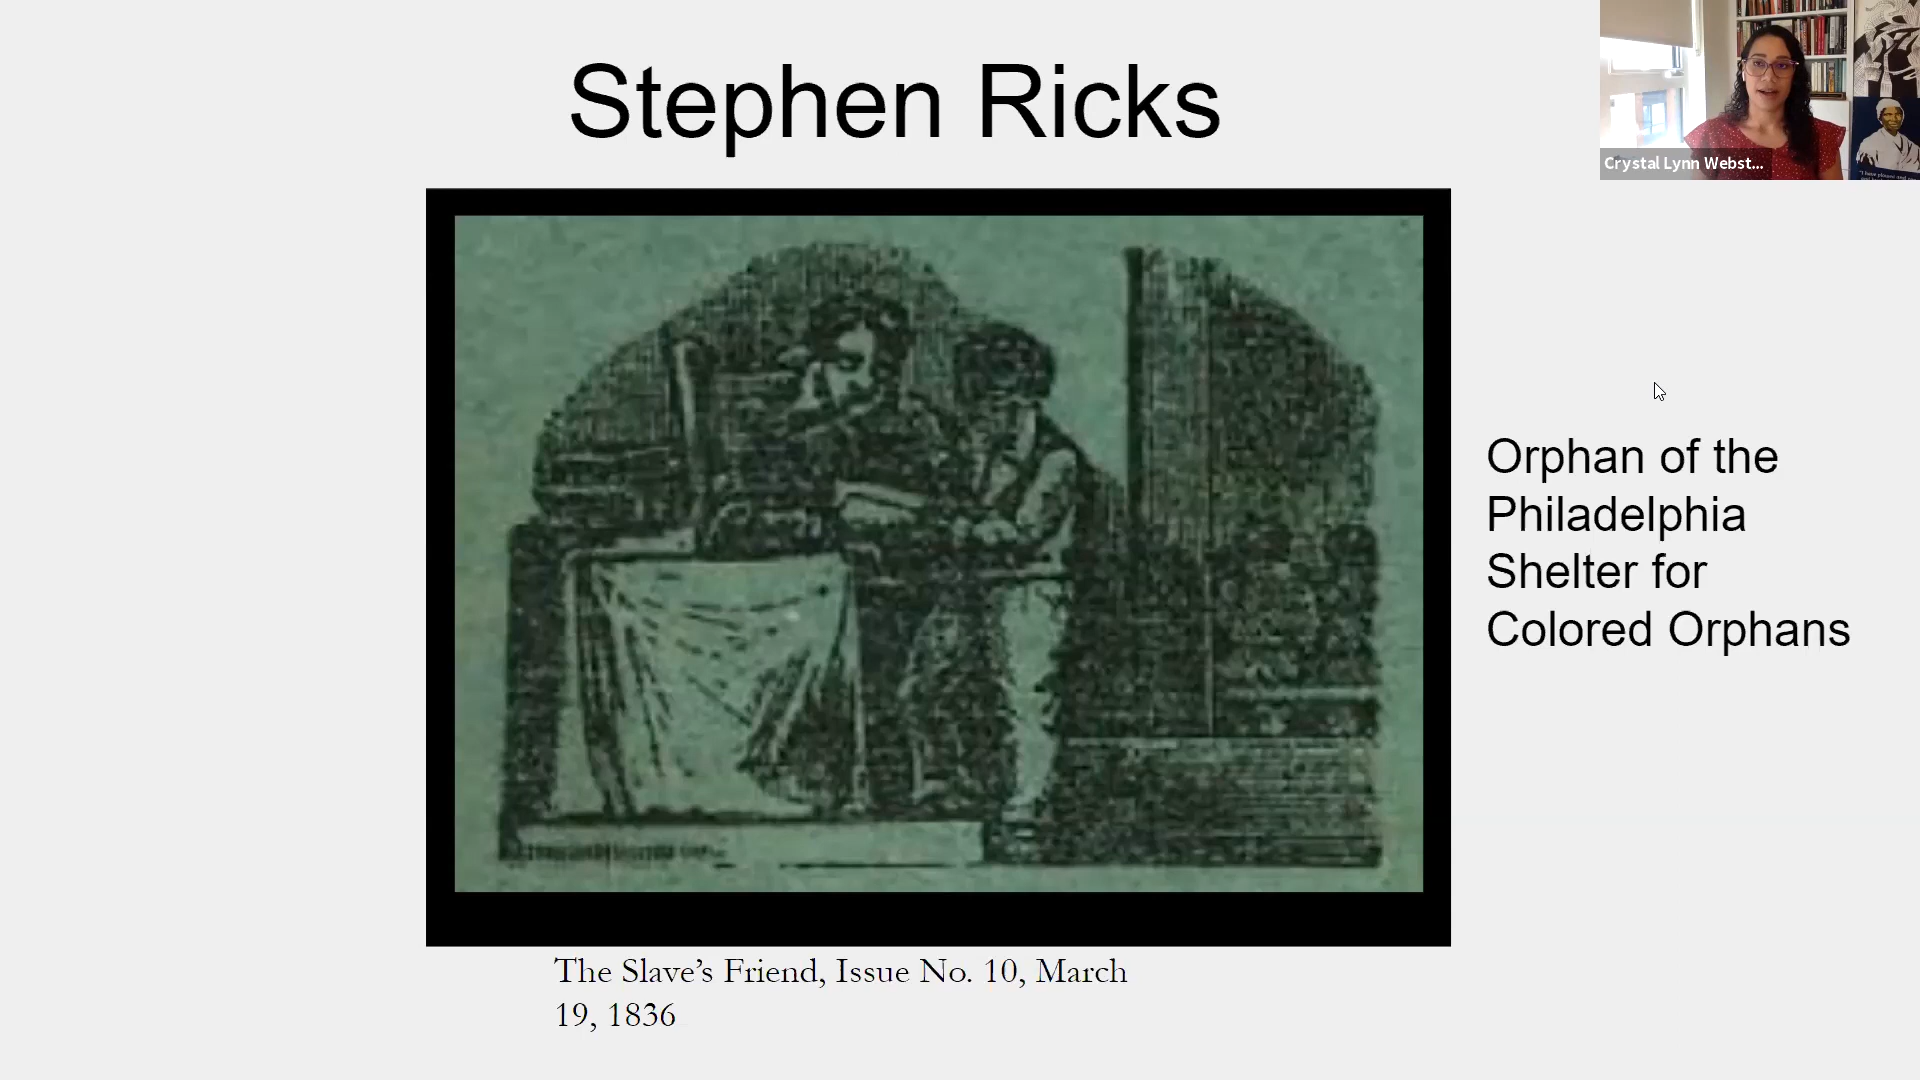 Stephen Ricks
Crystal Lynn Webst...
Orphan of the
Philadelphia
Shelter for
Colored Orphans
The Slave’s Friend, Issue No. 10, March
19, 1836